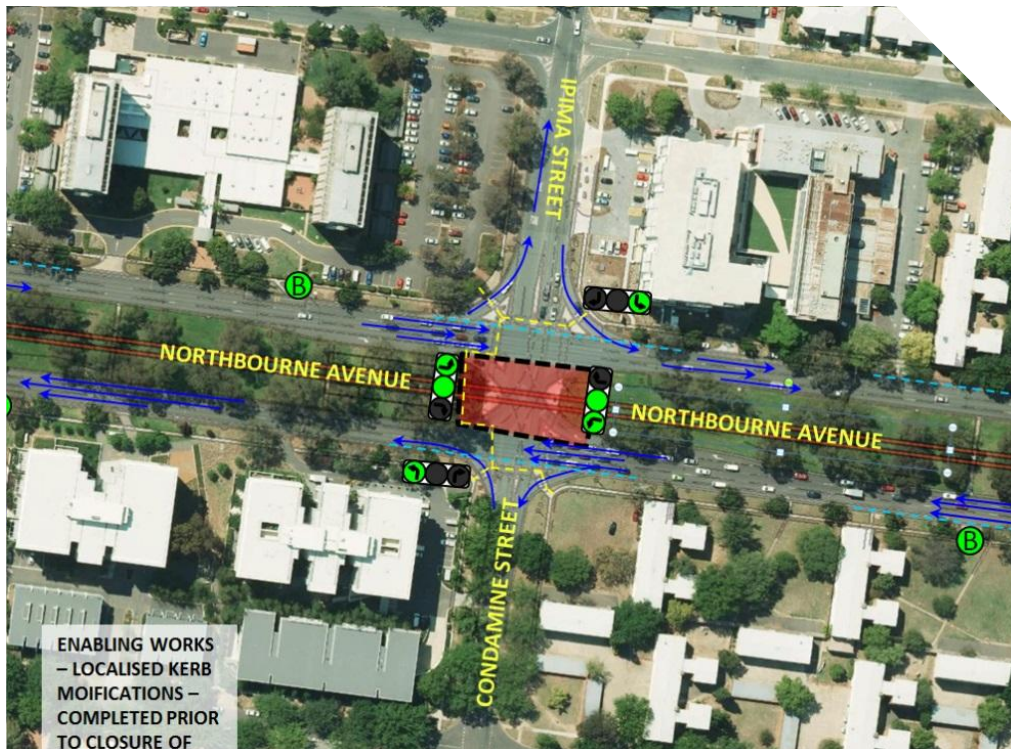 IPIMA STREET
B
NORTHBOURNE AVENUE
NORTHBOURNE AVENUE
CONDAMINE STREET
B
ENABLING WORKS
– LOCALISED KERB
MOIFICATIONS –
COMPLETED PRIOR
TO CLOSURE OF